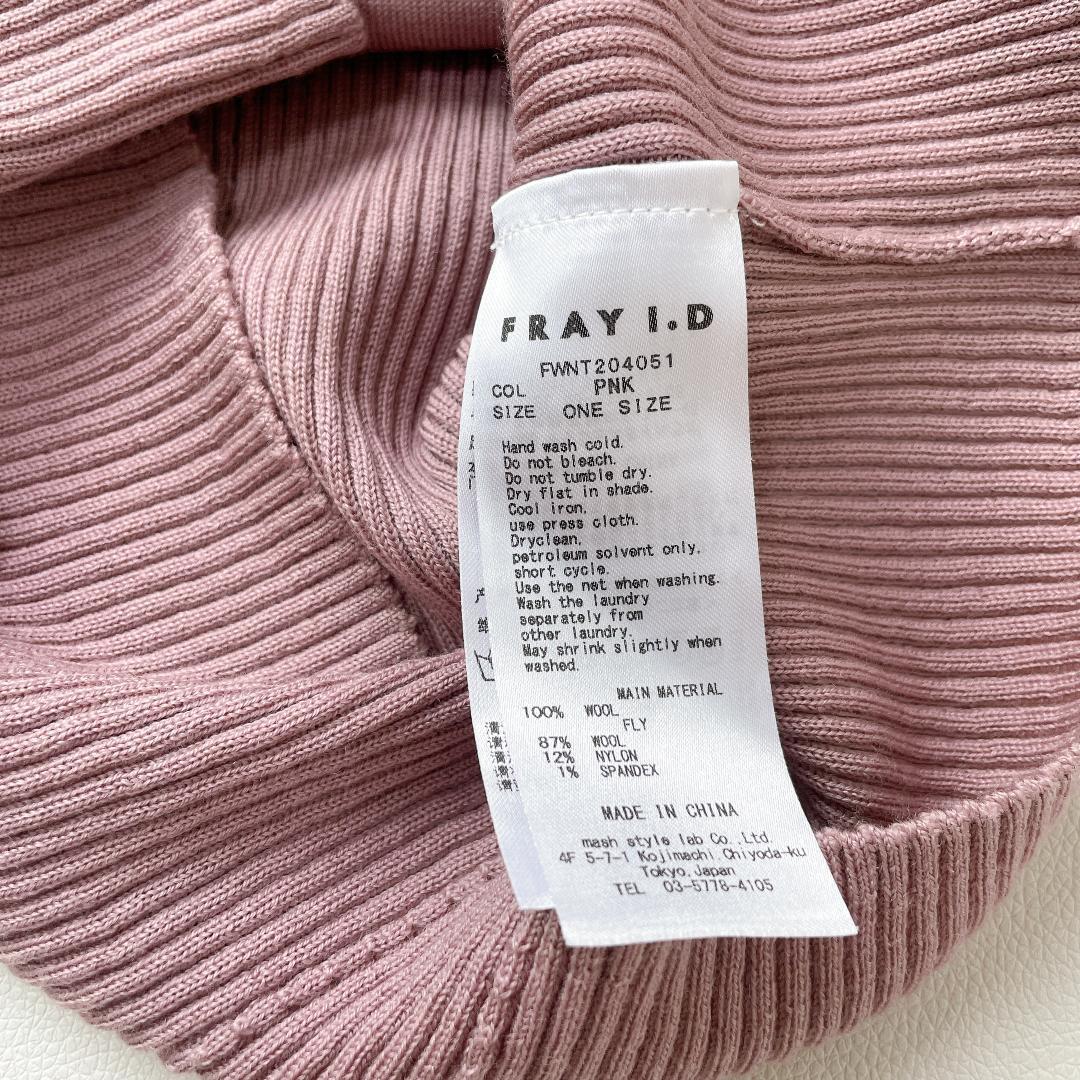 FRAY I.D
FWNT204051
COL PNK
SIZE ONE SIZE
Hand wash cold.
Do not bleach.
Do not tumble dry.
Dry flat in shade.
Cool iron.
use press cloth.
Dryclean.
petroleum solvent only.
short cycle.
Use the net when washing.
Wash the laundry
separately from
other laundry.
May shrink slightly when
washed.
MAIN MATERIAL
100% WOOL
FLY
87% WOOL
12% NYLON
1% SPANDEX
MADE IN CHINA
mash style lab Co.,Ltd.
4F 5-7-1 Kojimachi,Chiyoda-ku
Tokyo,Japan
TEL 03-5778-4105